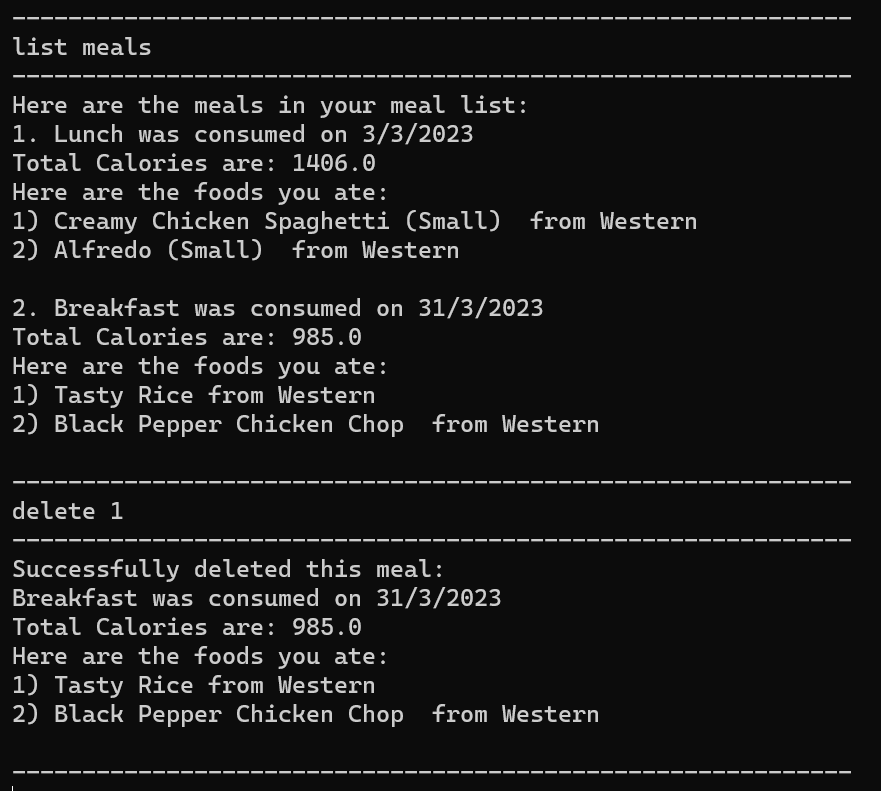 ------------------------------------------------------------
list meals
------------------------------------------------------------
Here are the meals in your meal list:
1. Lunch was consumed on 3/3/2023
Total Calories are: 1406.0
Here are the foods you ate:
1) Creamy Chicken Spaghetti (Small)  from Western
2) Alfredo (Small)  from Western

2. Breakfast was consumed on 31/3/2023
Total Calories are: 985.0
Here are the foods you ate:
1) Tasty Rice from Western
2) Black Pepper Chicken Chop  from Western

------------------------------------------------------------
delete 1
------------------------------------------------------------
Successfully deleted this meal:
Breakfast was consumed on 31/3/2023
Total Calories are: 985.0
Here are the foods you ate:
1) Tasty Rice from Western
2) Black Pepper Chicken Chop  from Western

------------------------------------------------------------